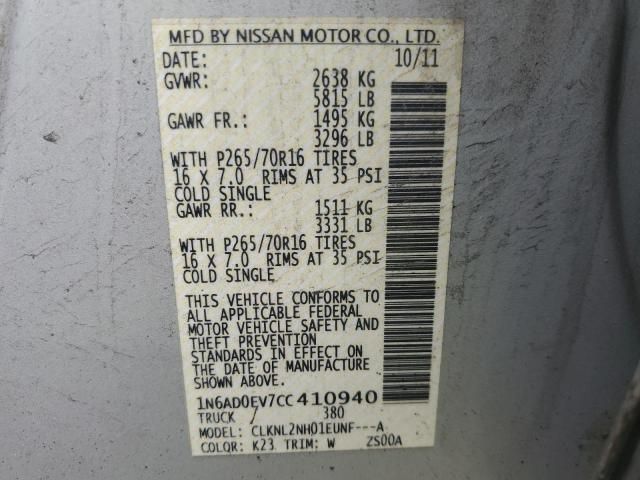 MFD BY NISSAN MOTOR CO., LTD.
DATE: 10/11
GVWR: 2638 KG
5815 LB
GAWR FR.: 1495 KG
3296 LB
WITH P265/70R16 TIRES
16 X 7.0 RIMS AT 35 PSI
COLD SINGLE
GAWR RR.: 1511 KG
3331 LB
WITH P265/70R16 TIRES
16 X 7.0 RIMS AT 35 PSI
COLD SINGLE
THIS VEHICLE CONFORMS TO
ALL APPLICABLE FEDERAL
MOTOR VEHICLE SAFETY AND
THEFT PREVENTION
STANDARDS IN EFFECT ON
THE DATE OF MANUFACTURE
SHOWN ABOVE.
1N6AD0EV7CC410940
TRUCK / 380
MODEL: CLKNL2NH01EUNF---A
COLOR: K23 TRIM: W ZS00A